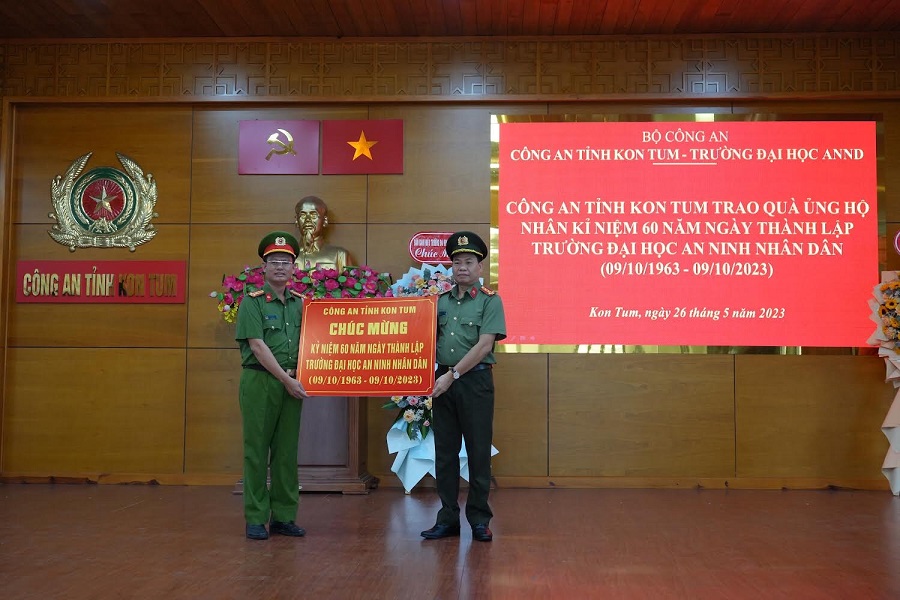 CÔNG AN TỈNH KON TUM
BỘ CÔNG AN
CÔNG AN TỈNH KON TUM - TRƯỜNG ĐẠI HỌC ANND
CÔNG AN TỈNH KON TUM TRAO QUÀ ỦNG HỘ
NHÂN KỈ NIỆM 60 NĂM NGÀY THÀNH LẬP
TRƯỜNG ĐẠI HỌC AN NINH NHÂN DÂN
(09/10/1963 - 09/10/2023)
Kon Tum, ngày 26 tháng 5 năm 2023
Chúc
CÔNG AN TỈNH KON TUM
CHÚC MỪNG
KỶ NIỆM 60 NĂM NGÀY THÀNH LẬP
TRƯỜNG ĐẠI HỌC AN NINH NHÂN DÂN
(09/10/1963 - 09/10/2023)